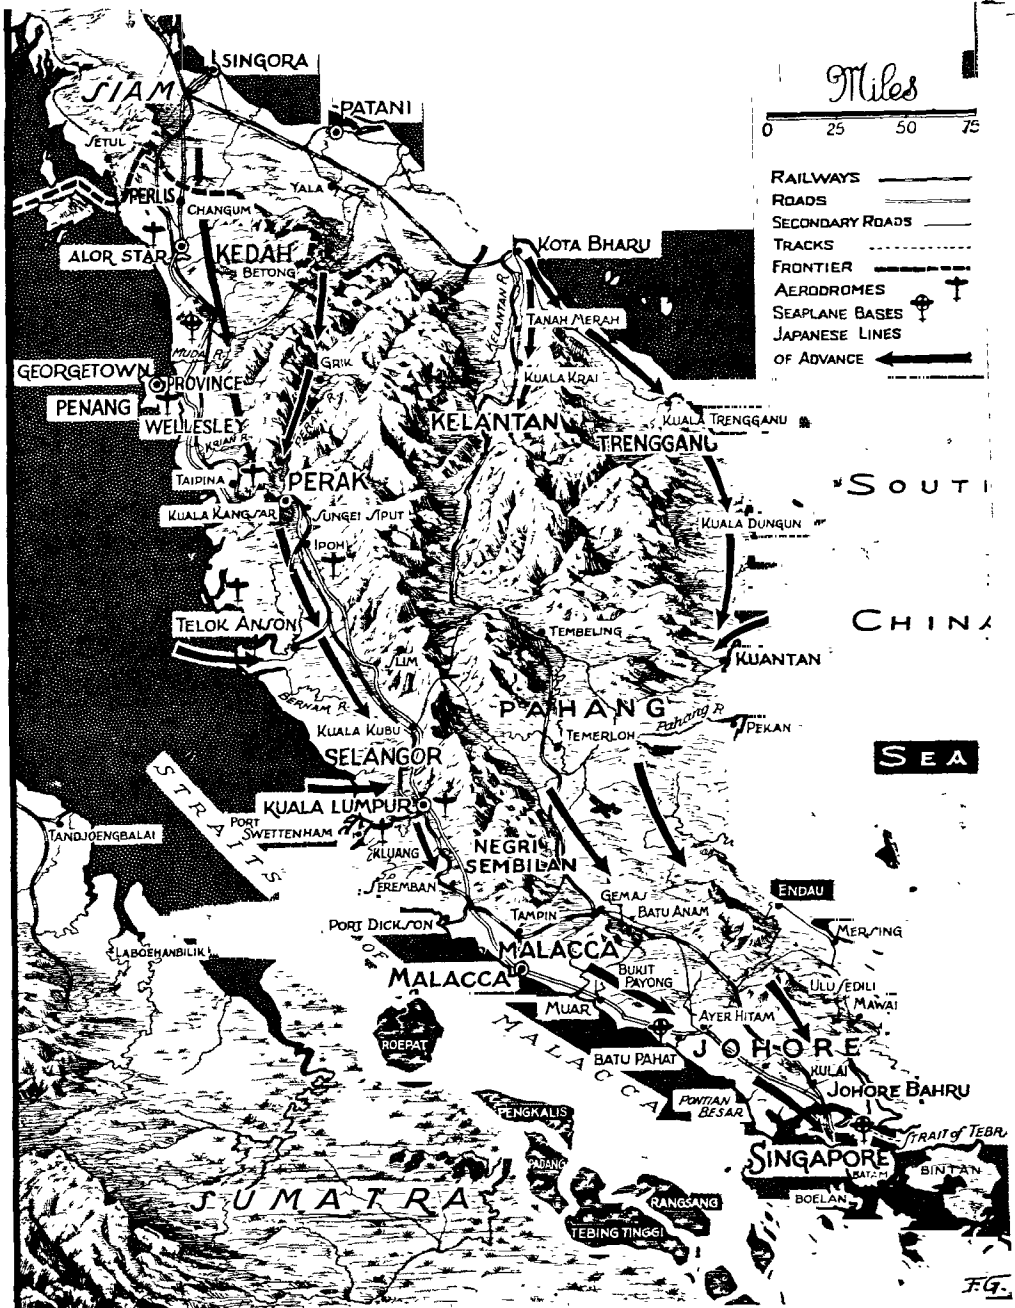 SINGORA
SIAM
PATANI
SETUL
YALA
PERLIS
CHANGUM
ALOR STAR
KEDAH
BETONG
KOTA BHARU
KELANTAN R.
TANAH MERAH
MUDA R.
GRIK
GEORGETOWN
PROVINCE
WELLESLEY
PENANG
KUALA KRAI
KRIAN R.
KELANTAN
KUALA TRENGGANU
TRENGGANU
TAIPING
PERAK
KUALA KANGSAR
SUNGEI SIPUT
IPOH
KUALA DUNGUN
TELOK ANSON
TEMBELING
KUANTAN
SLIM
BERNAM R.
PAHANG
PAHANG R
PEKAN
KUALA KUBU
TEMERLOH
SELANGOR
KUALA LUMPUR
PORT
SWETTENHAM
KLUANG
NEGRI
SEMBILAN
TANDJOENGBALAI
SEREMBAN
GEMAS
BATU ANAM
ENDAU
PORT DICKSON
TAMPIN
MERSING
LABOEHANBILIK
MALACCA
MALACCA
BUKIT
PAYONG
ULU SEDILI
MAWAI
MUAR
AYER HITAM
ROEPAT
BATU PAHAT
JOHORE
KULAI
JOHORE BAHRU
PONTIAN
BESAR
PENGKALIS
STRAIT OF TEBR
SINGAPORE
BATAM
BINTAN
PADANG
BOELAN
RANGSANG
TEBING TINGGI
SUMATRA
STRAITS
OF
MALACCA
SOUTH
CHINA
SEA
Miles
0 25 50 75
RAILWAYS
ROADS
SECONDARY ROADS
TRACKS
FRONTIER
AERODROMES
SEAPLANE BASES
JAPANESE LINES
OF ADVANCE
F.G.